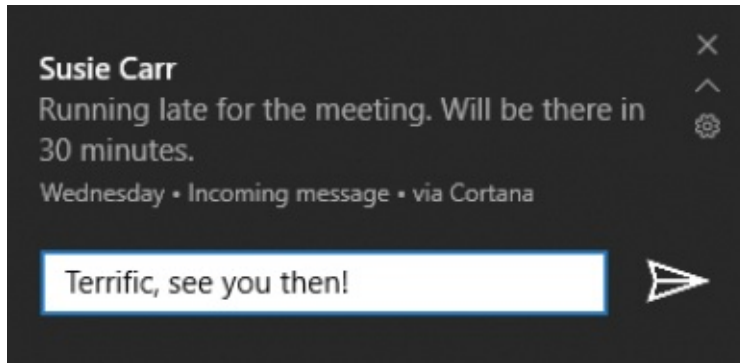 Susie Carr
Running late for the meeting. Will be there in
30 minutes.
Wednesday • Incoming message • via Cortana
Terrific, see you then!